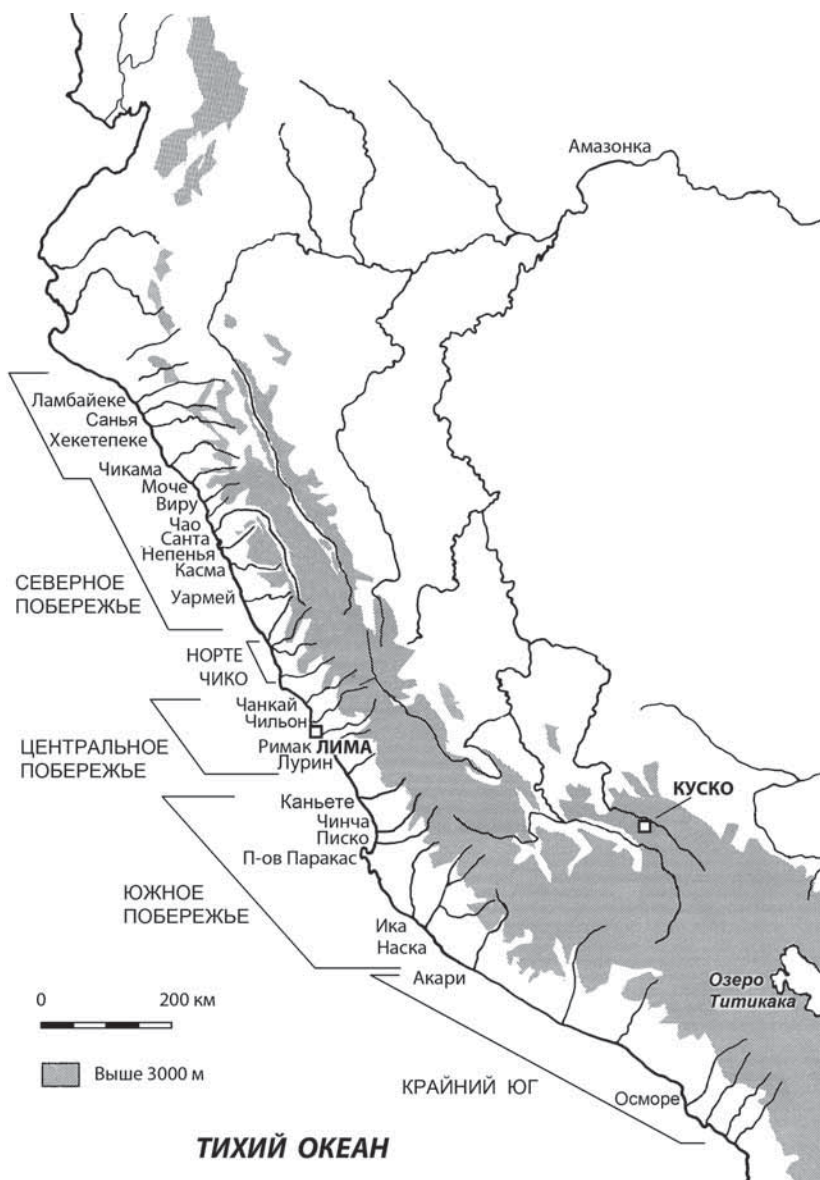 Амазонка
Ламбайеке
Санья
Хекетепеке
Чикама
Моче
Виру
Чао
Санта
Непенья
Касма
СЕВЕРНОЕ
ПОБЕРЕЖЬЕ
Уармей
НОРТЕ
ЧИКО
Чанкай
Чильон
ЦЕНТРАЛЬНОЕ
ПОБЕРЕЖЬЕ
Римак ЛИМА
Лурин
КУСКО
Каньете
Чинча
Писко
П-ов Паракас
ЮЖНОЕ
ПОБЕРЕЖЬЕ
Ика
Наска
Акари
Озеро
Титикака
0 200 км
Выше 3000 м
КРАЙНИЙ ЮГ
Осморе
ТИХИЙ ОКЕАН